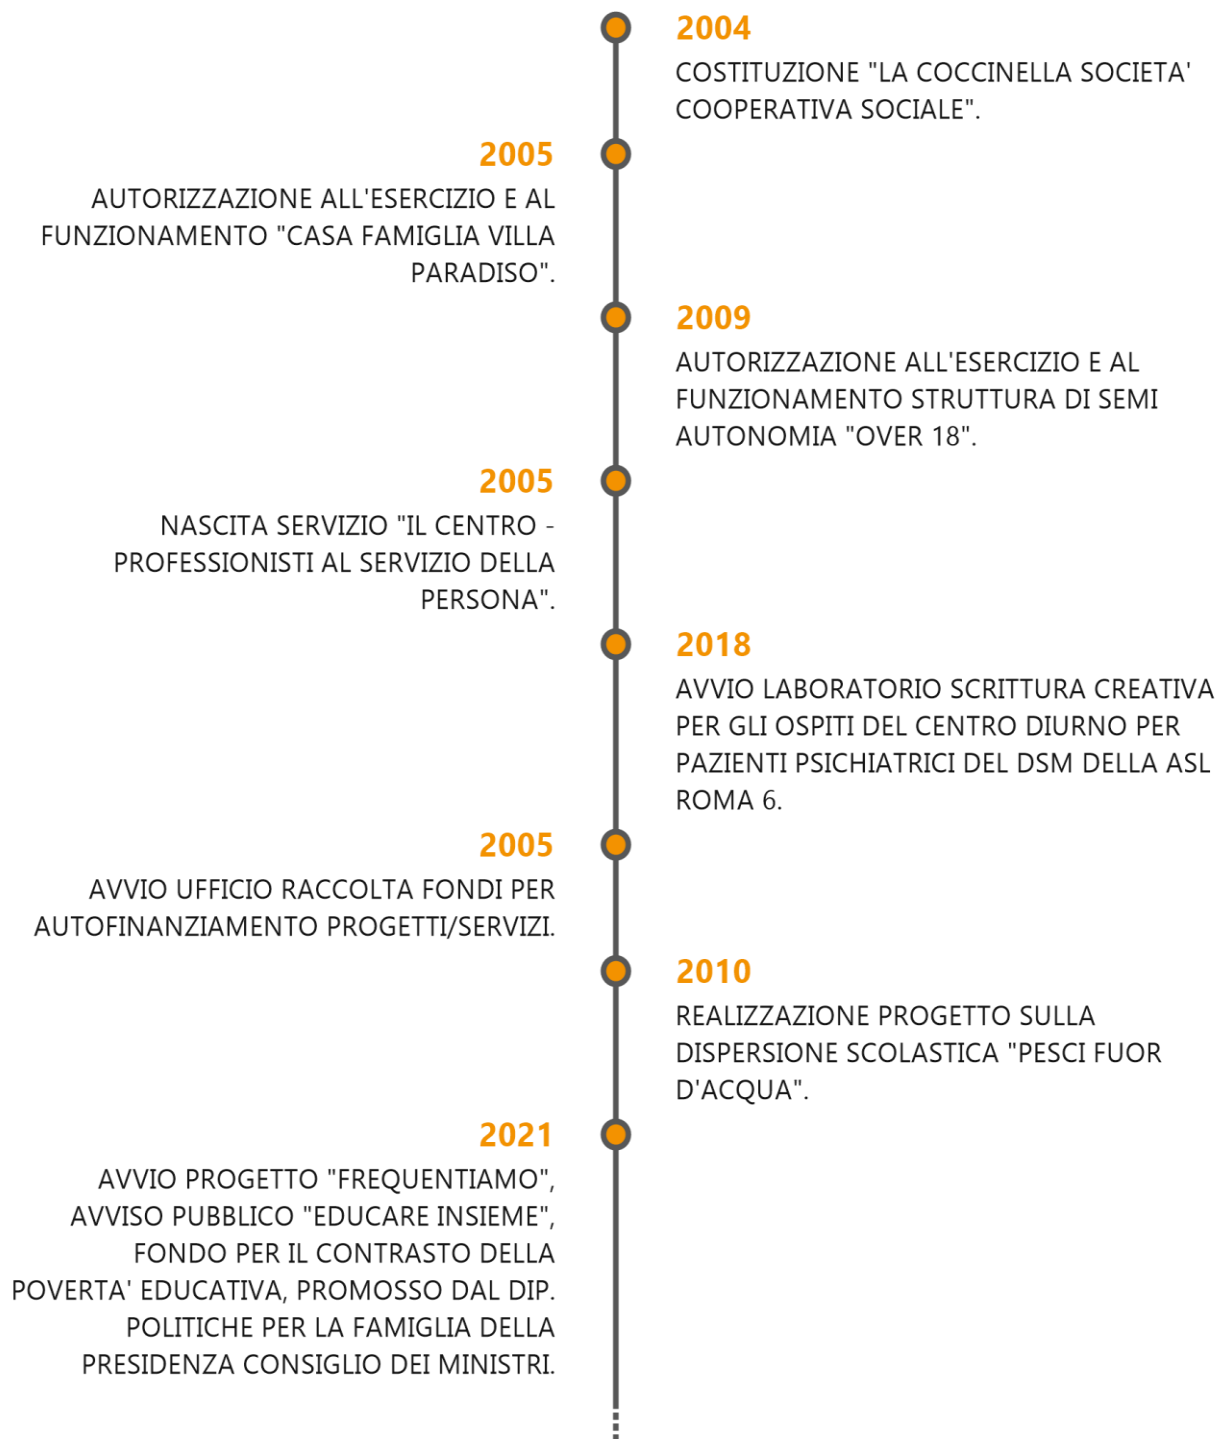 2004
COSTITUZIONE "LA COCCINELLA SOCIETA'
COOPERATIVA SOCIALE".
2005
AUTORIZZAZIONE ALL'ESERCIZIO E AL
FUNZIONAMENTO "CASA FAMIGLIA VILLA
PARADISO".
2009
AUTORIZZAZIONE ALL'ESERCIZIO E AL
FUNZIONAMENTO STRUTTURA DI SEMI
AUTONOMIA "OVER 18".
2005
NASCITA SERVIZIO "IL CENTRO -
PROFESSIONISTI AL SERVIZIO DELLA
PERSONA".
2018
AVVIO LABORATORIO SCRITTURA CREATIVA
PER GLI OSPITI DEL CENTRO DIURNO PER
PAZIENTI PSICHIATRICI DEL DSM DELLA ASL
ROMA 6.
2005
AVVIO UFFICIO RACCOLTA FONDI PER
AUTOFINANZIAMENTO PROGETTI/SERVIZI.
2010
REALIZZAZIONE PROGETTO SULLA
DISPERSIONE SCOLASTICA "PESCI FUOR
D'ACQUA".
2021
AVVIO PROGETTO "FREQUENTIAMO",
AVVISO PUBBLICO "EDUCARE INSIEME",
FONDO PER IL CONTRASTO DELLA
POVERTA' EDUCATIVA, PROMOSSO DAL DIP.
POLITICHE PER LA FAMIGLIA DELLA
PRESIDENZA CONSIGLIO DEI MINISTRI.